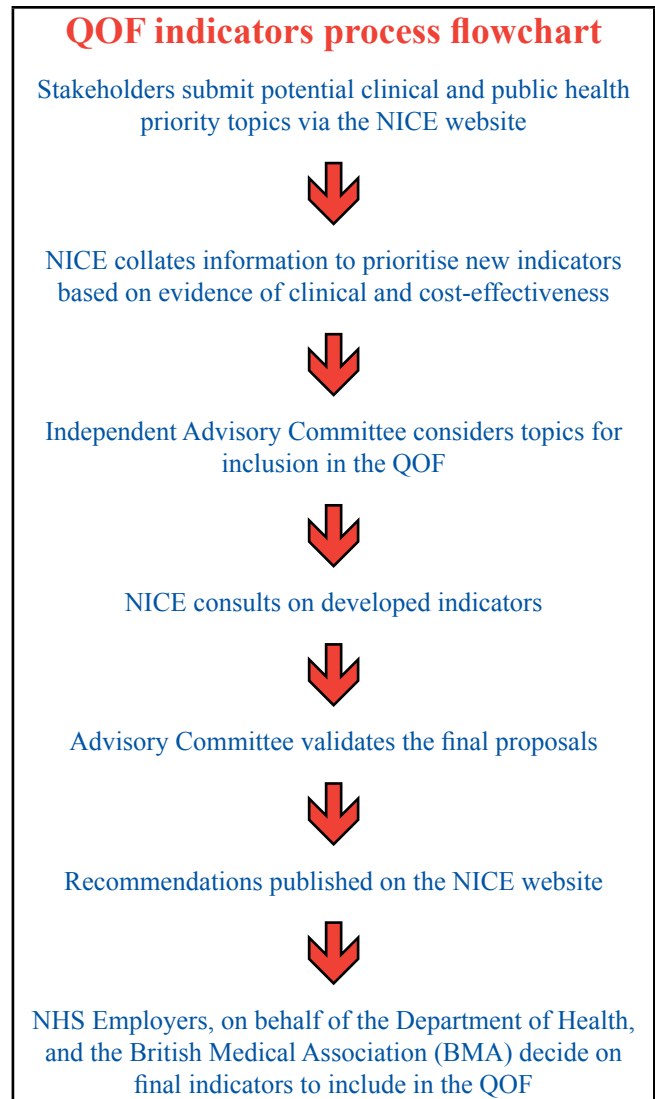 QOF indicators process flowchart
Stakeholders submit potential clinical and public health
priority topics via the NICE website
NICE collates information to prioritise new indicators
based on evidence of clinical and cost-effectiveness
Independent Advisory Committee considers topics for
inclusion in the QOF
NICE consults on developed indicators
Advisory Committee validates the final proposals
Recommendations published on the NICE website
NHS Employers, on behalf of the Department of Health,
and the British Medical Association (BMA) decide on
final indicators to include in the QOF